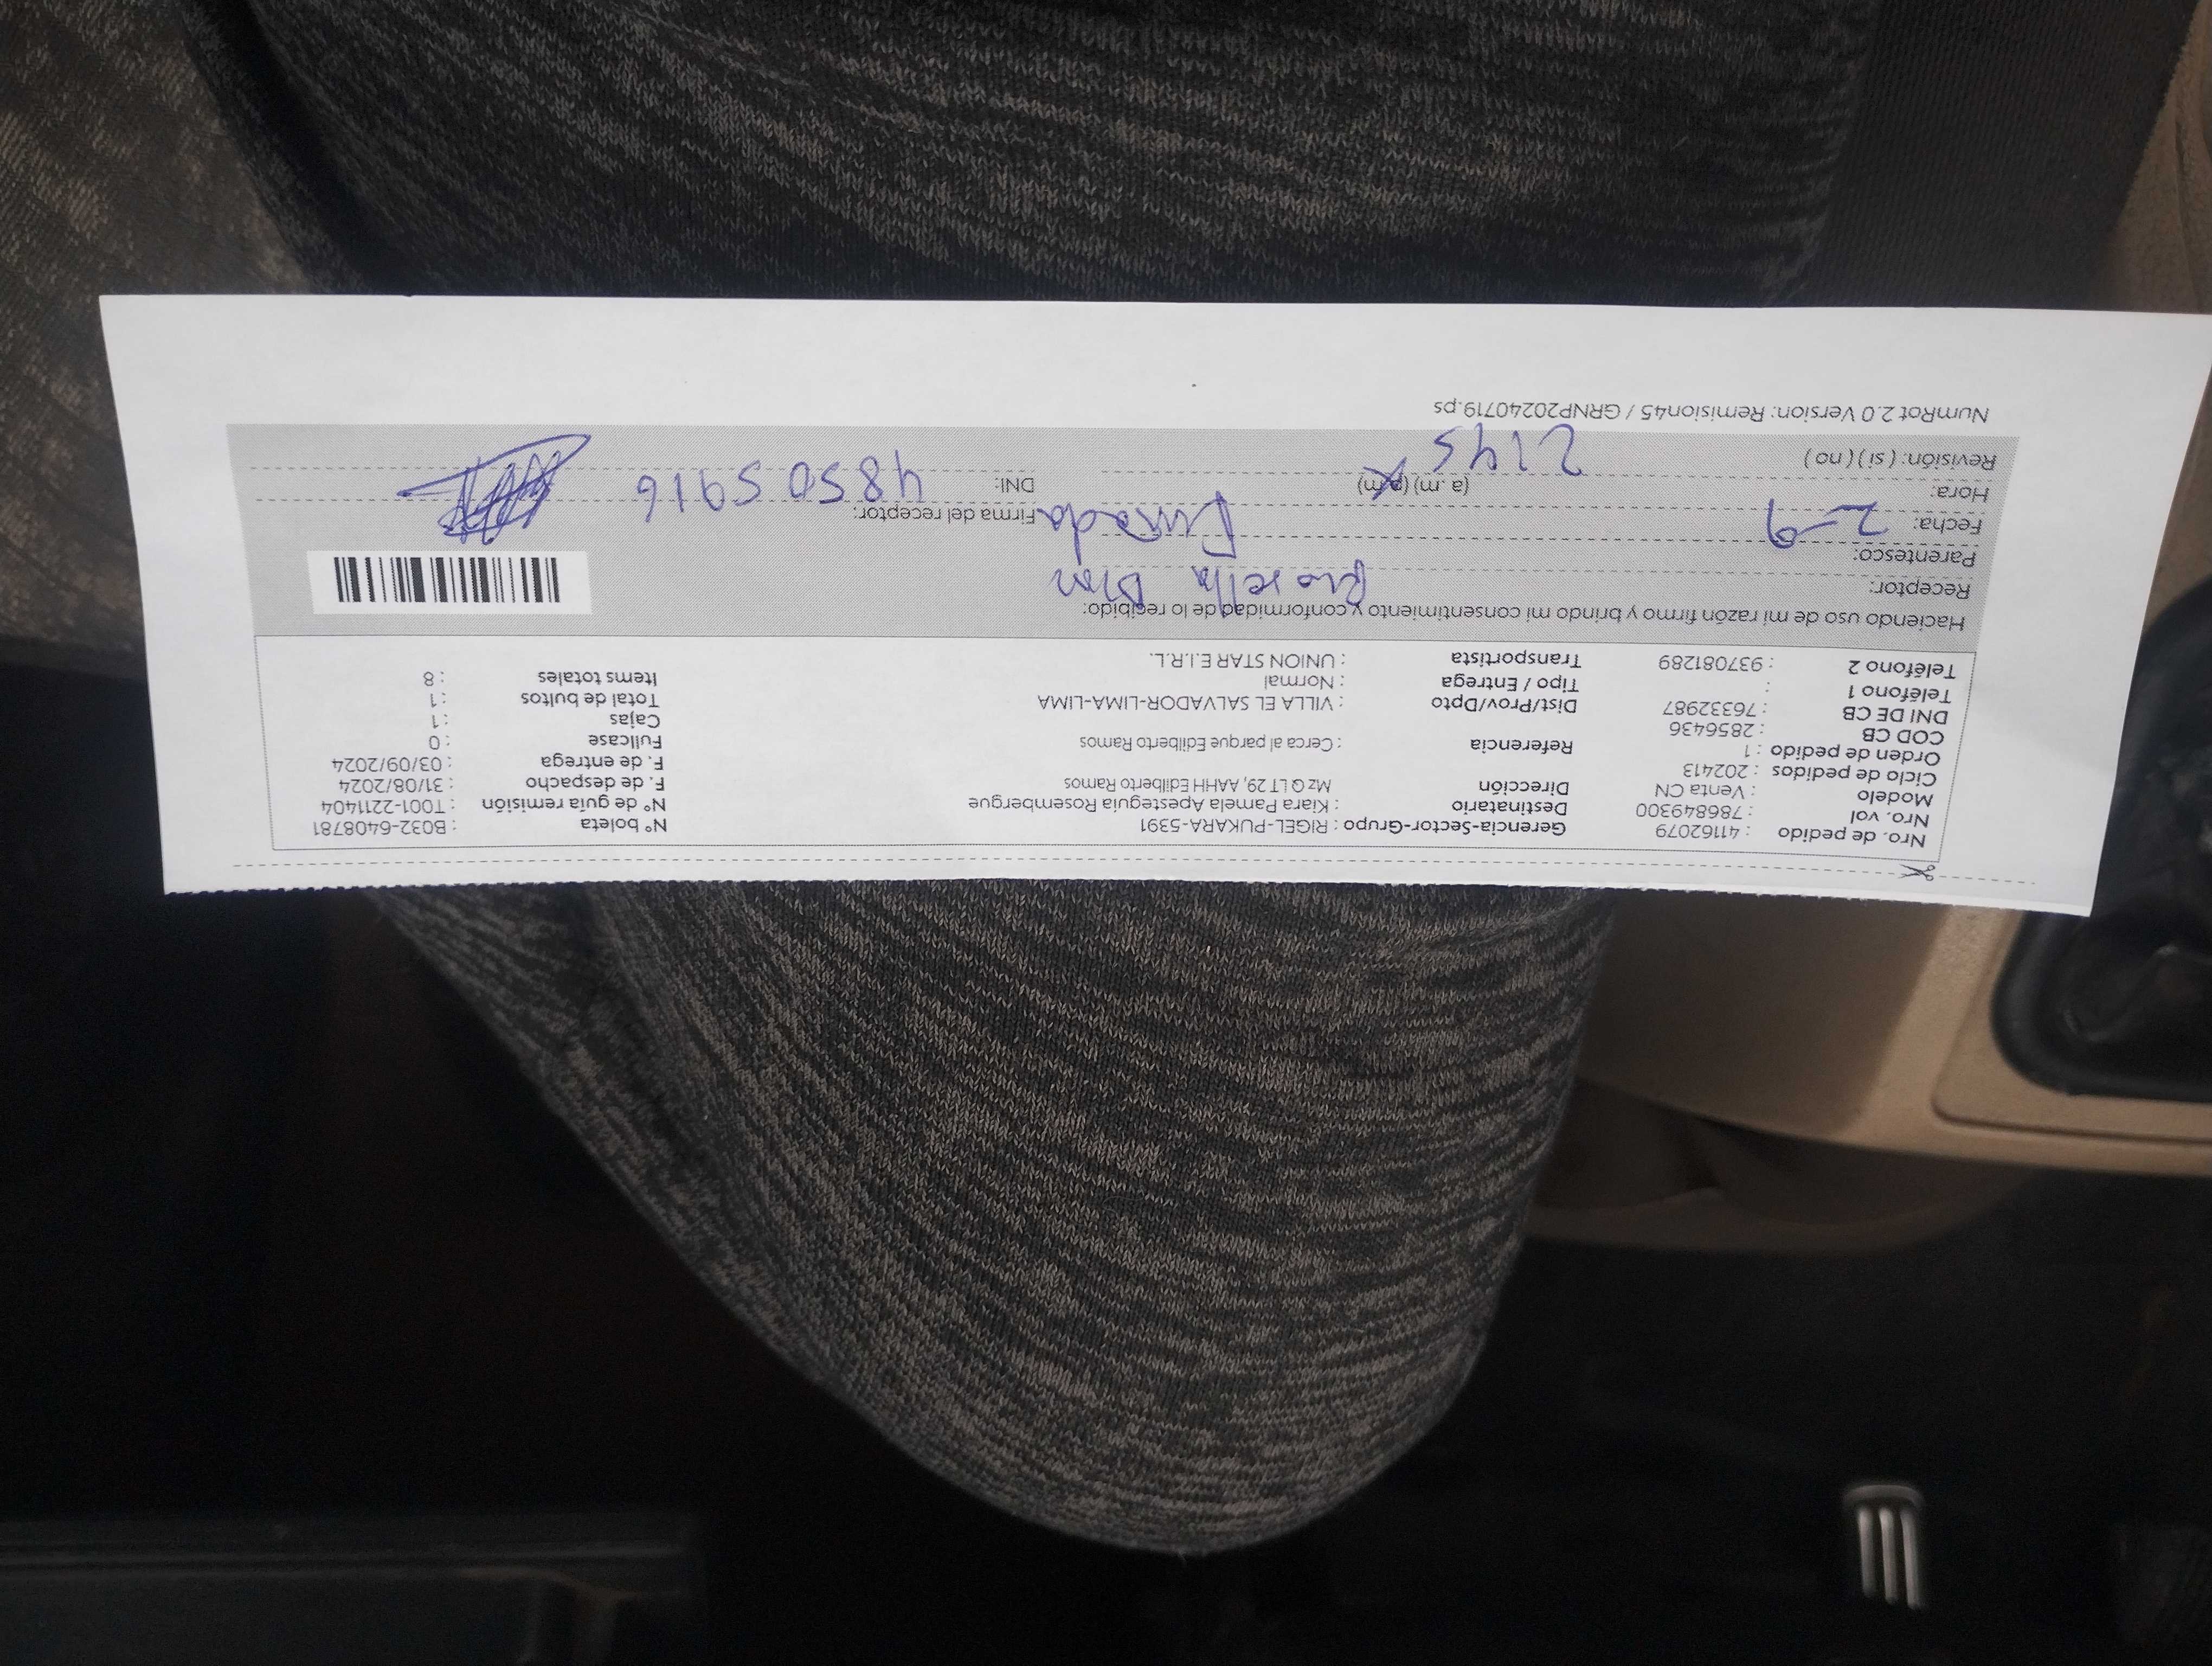 Nro. de pedido : 41162079 Gerencia-Sector-Grupo : RIGEL-PUKARA-5391 N° boleta : B032-6408781
Nro. vol : 786849300 Destinatario : Kiara Pamela Apesteguia Rosembergue N° de guía remisión : T001-2211404
Modelo : Venta CN Dirección Mz Q LT 29, AAHH Edilberto Ramos F. de despacho : 31/08/2024
Ciclo de pedidos : 202413 F. de entrega : 03/09/2024
Orden de pedido : 1 Referencia : Cerca al parque Edilberto Ramos Fullcase : 0
COD CB : 2856436 Cajas : 1
DNI DE CB : 76332987 Dist/Prov/Dpto : VILLA EL SALVADOR-LIMA-LIMA Total de bultos : 1
Teléfono 1 : Tipo / Entrega : Normal Items totales : 8
Teléfono 2 : 937081289 Transportista : UNION STAR E.I.R.L.
Haciendo uso de mi razón firmo y brindo mi consentimiento y conformidad de lo recibido:
Receptor:
Parentesco:
Fecha: 2-9 Firma del receptor:
Hora: 2145 (a.m) (p.m) DNI: 48505916
Revisión: ( si ) ( no )
NumRot 2.0 Version: Remision45 / GRNP20240719.ps